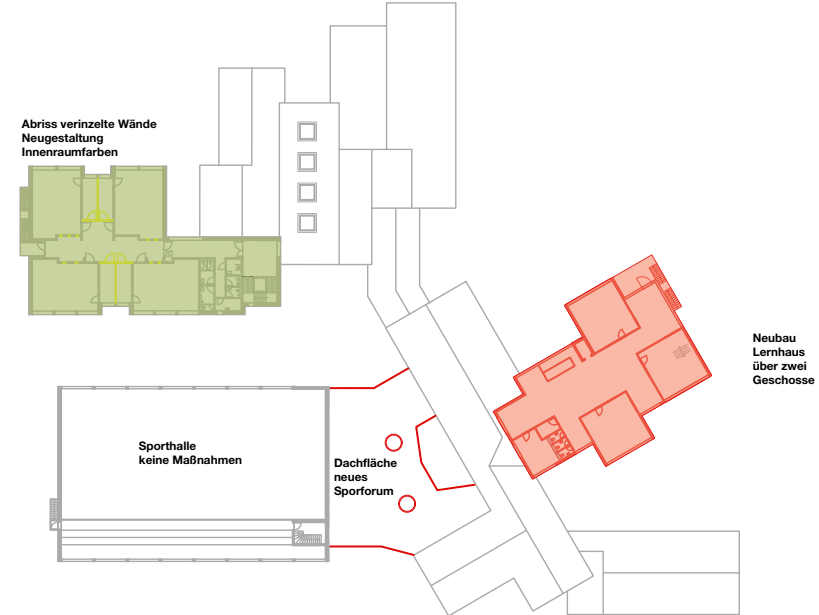 Abriss verinzelte Wände
Neugestaltung
Innenraumfarben
Neubau
Lernhaus
über zwei
Geschosse
Sporthalle
keine Maßnahmen
Dachfläche
neues
Sporforum